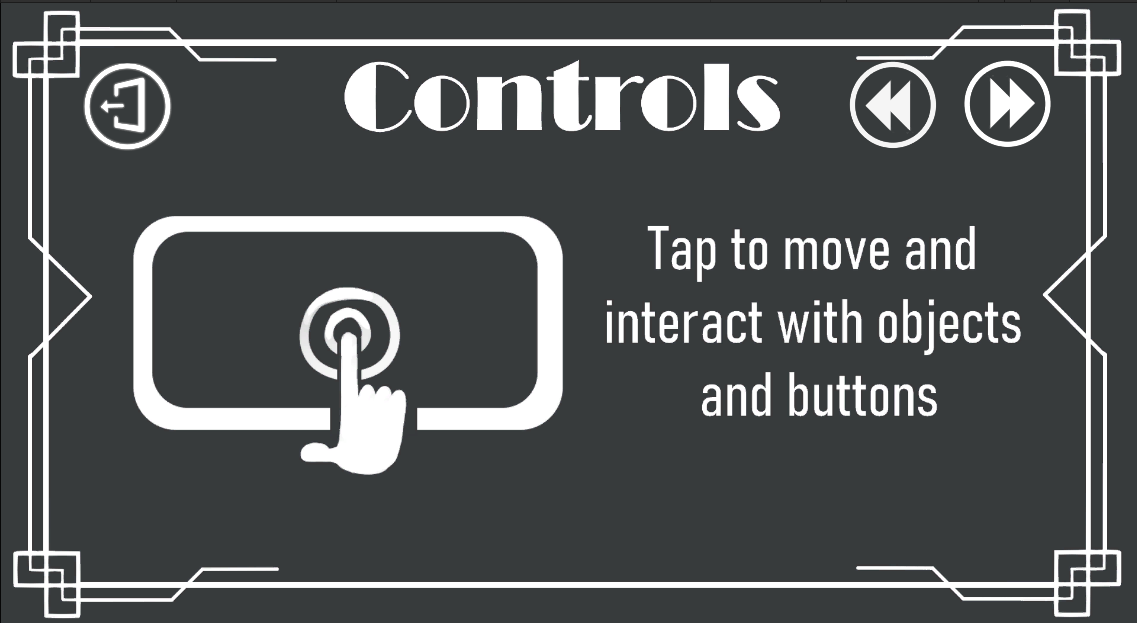 Controls
Tap to move and
interact with objects
and buttons